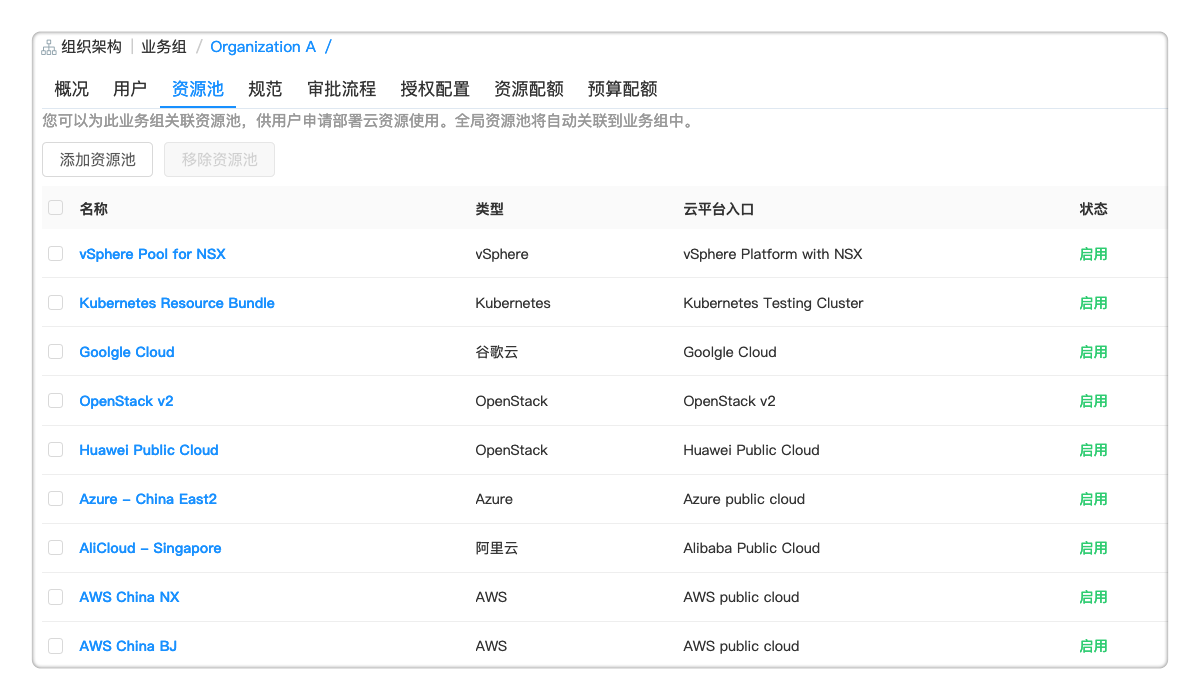 组织架构 | 业务组 / Organization A /
概况 用户 资源池 规范 审批流程 授权配置 资源配额 预算配额
您可以为此业务组关联资源池，供用户申请部署云资源使用。全局资源池将自动关联到业务组中。
添加资源池 移除资源池
名称 类型 云平台入口 状态
vSphere Pool for NSX vSphere vSphere Platform with NSX 启用
Kubernetes Resource Bundle Kubernetes Kubernetes Testing Cluster 启用
Goolgle Cloud 谷歌云 Goolgle Cloud 启用
OpenStack v2 OpenStack OpenStack v2 启用
Huawei Public Cloud OpenStack Huawei Public Cloud 启用
Azure – China East2 Azure Azure public cloud 启用
AliCloud – Singapore 阿里云 Alibaba Public Cloud 启用
AWS China NX AWS AWS public cloud 启用
AWS China BJ AWS AWS public cloud 启用